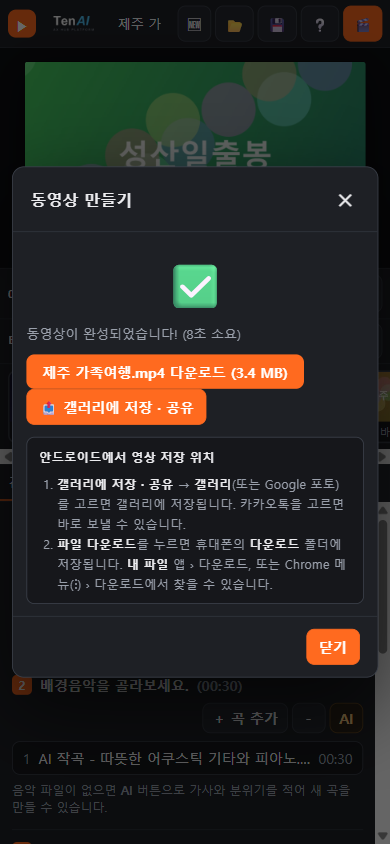 TenAI
제주 가
NEW
?
성산일출봉
동영상 만들기
✕
동영상이 완성되었습니다! (8초 소요)
제주 가족여행.mp4 다운로드 (3.4 MB)
갤러리에 저장 · 공유
안드로이드에서 영상 저장 위치
1. 갤러리에 저장 · 공유 → 갤러리(또는 Google 포토)
를 고르면 갤러리에 저장됩니다. 카카오톡을 고르면
바로 보낼 수 있습니다.
2. 파일 다운로드를 누르면 휴대폰의 다운로드 폴더에
저장됩니다. 내 파일 앱 › 다운로드, 또는 Chrome 메
뉴(⋮) › 다운로드에서 찾을 수 있습니다.
닫기
2 배경음악을 골라보세요. (00:30)
+ 곡 추가
-
AI
1 AI 작곡 - 따뜻한 어쿠스틱 기타와 피아노.... 00:30
음악 파일이 없으면 AI 버튼으로 가사와 분위기를 적어 새 곡을
만들 수 있습니다.